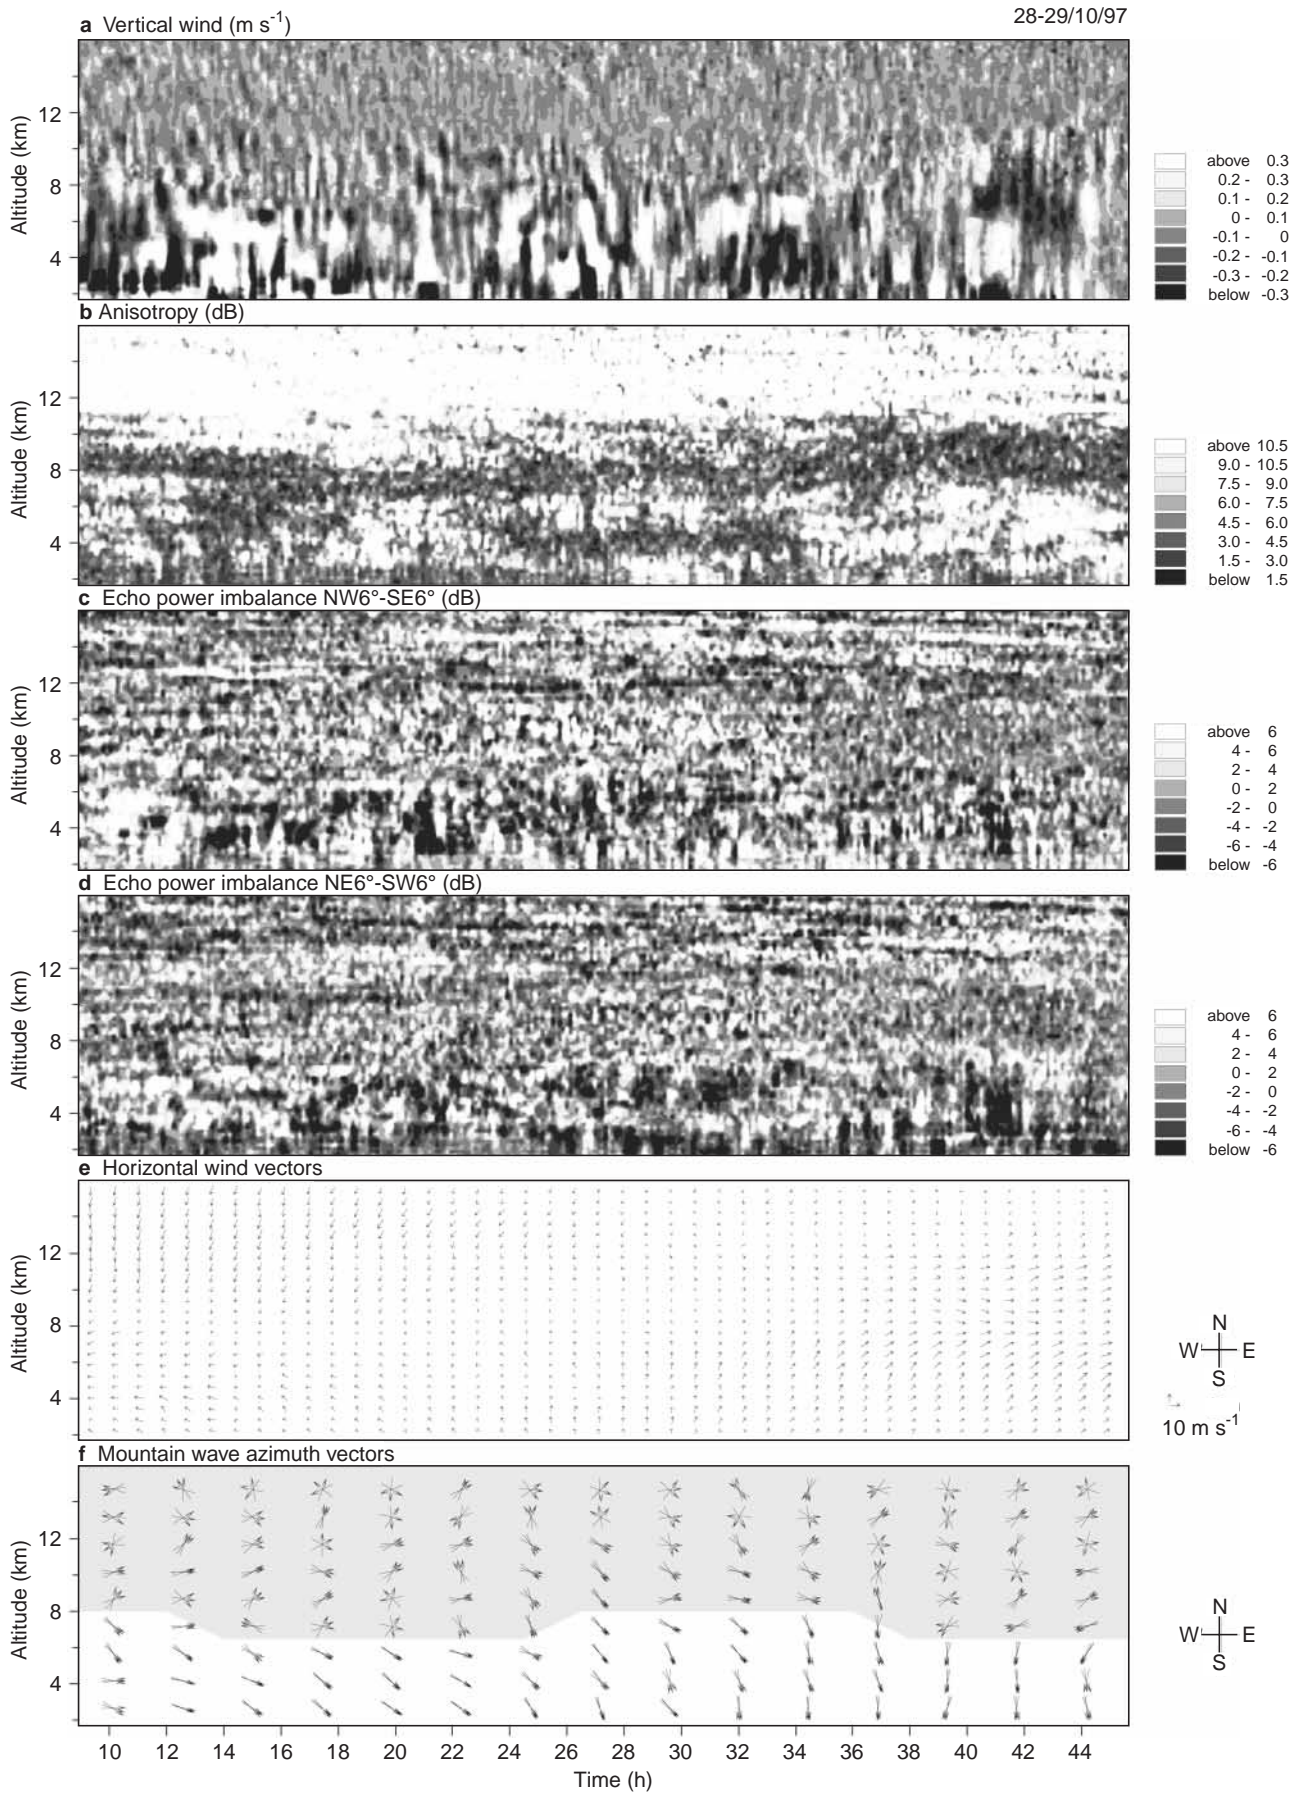 28-29/10/97
a Vertical wind (m s-1)
Altitude (km)
12
8
4
above 0.3
0.2 - 0.3
0.1 - 0.2
0 - 0.1
-0.1 - 0
-0.2 - -0.1
-0.3 - -0.2
below -0.3
b Anisotropy (dB)
Altitude (km)
12
8
4
above 10.5
9.0 - 10.5
7.5 - 9.0
6.0 - 7.5
4.5 - 6.0
3.0 - 4.5
1.5 - 3.0
below 1.5
c Echo power imbalance NW6°-SE6° (dB)
Altitude (km)
12
8
4
above 6
4 - 6
2 - 4
0 - 2
-2 - 0
-4 - -2
-6 - -4
below -6
d Echo power imbalance NE6°-SW6° (dB)
Altitude (km)
12
8
4
above 6
4 - 6
2 - 4
0 - 2
-2 - 0
-4 - -2
-6 - -4
below -6
e Horizontal wind vectors
Altitude (km)
12
8
4
N
W E
S
10 m s-1
f Mountain wave azimuth vectors
Altitude (km)
12
8
4
N
W E
S
10 12 14 16 18 20 22 24 26 28 30 32 34 36 38 40 42 44
Time (h)